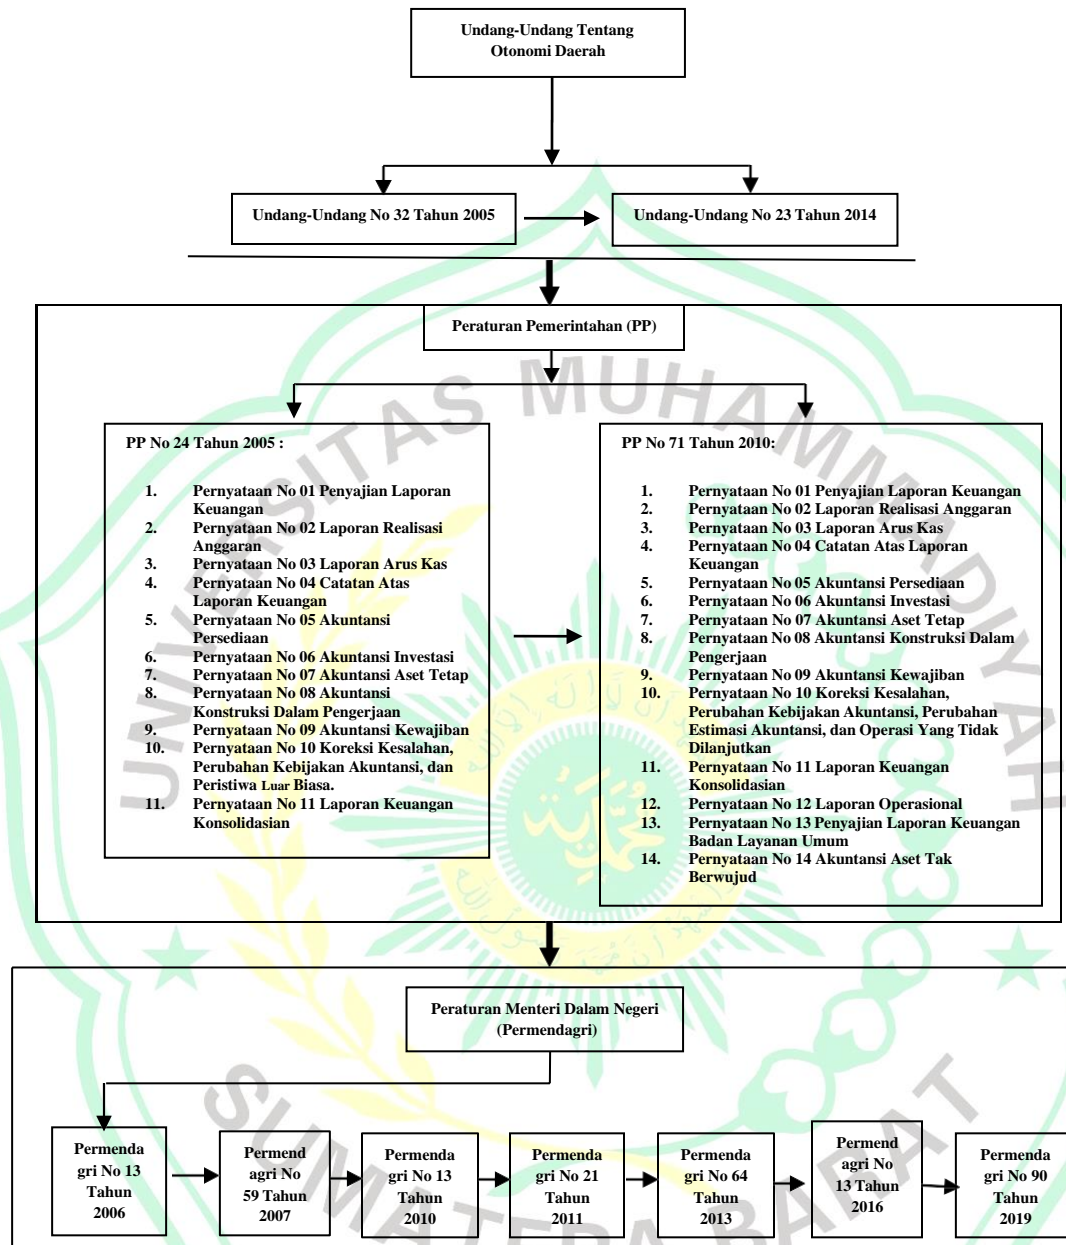 Undang-Undang Tentang
Otonomi Daerah
Undang-Undang No 32 Tahun 2005
Undang-Undang No 23 Tahun 2014
Peraturan Pemerintahan (PP)
PP No 24 Tahun 2005 :
1. Pernyataan No 01 Penyajian Laporan
Keuangan
2. Pernyataan No 02 Laporan Realisasi
Anggaran
3. Pernyataan No 03 Laporan Arus Kas
4. Pernyataan No 04 Catatan Atas
Laporan Keuangan
5. Pernyataan No 05 Akuntansi
Persediaan
6. Pernyataan No 06 Akuntansi Investasi
7. Pernyataan No 07 Akuntansi Aset Tetap
8. Pernyataan No 08 Akuntansi
Konstruksi Dalam Pengerjaan
9. Pernyataan No 09 Akuntansi Kewajiban
10. Pernyataan No 10 Koreksi Kesalahan,
Perubahan Kebijakan Akuntansi, dan
Peristiwa Luar Biasa.
11. Pernyataan No 11 Laporan Keuangan
Konsolidasian
PP No 71 Tahun 2010:
1. Pernyataan No 01 Penyajian Laporan Keuangan
2. Pernyataan No 02 Laporan Realisasi Anggaran
3. Pernyataan No 03 Laporan Arus Kas
4. Pernyataan No 04 Catatan Atas Laporan
Keuangan
5. Pernyataan No 05 Akuntansi Persediaan
6. Pernyataan No 06 Akuntansi Investasi
7. Pernyataan No 07 Akuntansi Aset Tetap
8. Pernyataan No 08 Akuntansi Konstruksi Dalam
Pengerjaan
9. Pernyataan No 09 Akuntansi Kewajiban
10. Pernyataan No 10 Koreksi Kesalahan,
Perubahan Kebijakan Akuntansi, Perubahan
Estimasi Akuntansi, dan Operasi Yang Tidak
Dilanjutkan
11. Pernyataan No 11 Laporan Keuangan
Konsolidasian
12. Pernyataan No 12 Laporan Operasional
13. Pernyataan No 13 Penyajian Laporan Keuangan
Badan Layanan Umum
14. Pernyataan No 14 Akuntansi Aset Tak
Berwujud
Peraturan Menteri Dalam Negeri
(Permendagri)
Permenda
gri No 13
Tahun
2006
Permend
agri No
59 Tahun
2007
Permenda
gri No 13
Tahun
2010
Permenda
gri No 21
Tahun
2011
Permenda
gri No 64
Tahun
2013
Permend
agri No
13 Tahun
2016
Permenda
gri No 90
Tahun
2019
UNIVERSITAS MUHAMMADIYAH
SUMATERA BARAT